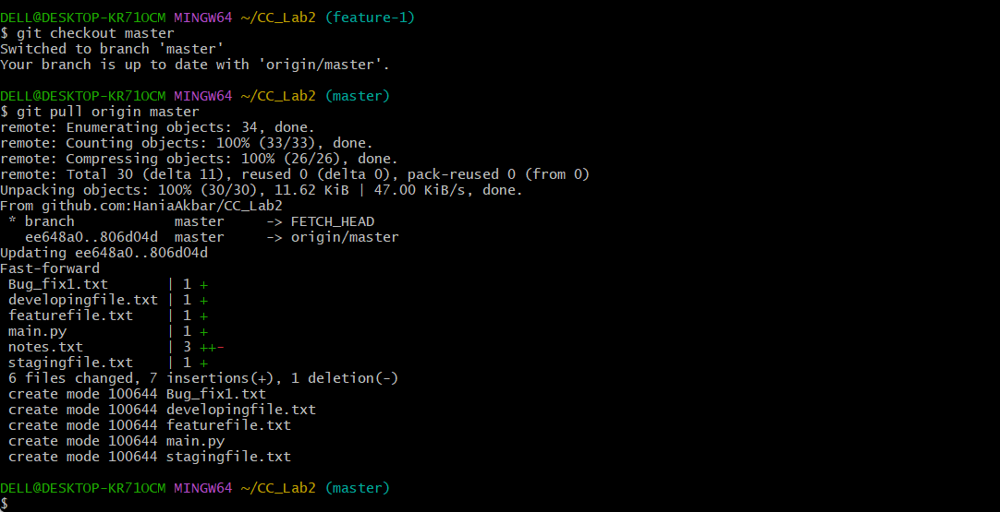 DELL@DESKTOP-KR71OCM MINGW64 ~/CC_Lab2 (feature-1)
$ git checkout master
Switched to branch 'master'
Your branch is up to date with 'origin/master'.
DELL@DESKTOP-KR71OCM MINGW64 ~/CC_Lab2 (master)
$ git pull origin master
remote: Enumerating objects: 34, done.
remote: Counting objects: 100% (33/33), done.
remote: Compressing objects: 100% (26/26), done.
remote: Total 30 (delta 11), reused 0 (delta 0), pack-reused 0 (from 0)
Unpacking objects: 100% (30/30), 11.62 KiB | 47.00 KiB/s, done.
From github.com:HaniaAkbar/CC_Lab2
 * branch            master     -> FETCH_HEAD
   ee648a0..806d04d  master     -> origin/master
Updating ee648a0..806d04d
Fast-forward
 Bug_fix1.txt       | 1 +
 developingfile.txt | 1 +
 featurefile.txt    | 1 +
 main.py            | 1 +
 notes.txt          | 3 ++-
 stagingfile.txt    | 1 +
 6 files changed, 7 insertions(+), 1 deletion(-)
 create mode 100644 Bug_fix1.txt
 create mode 100644 developingfile.txt
 create mode 100644 featurefile.txt
 create mode 100644 main.py
 create mode 100644 stagingfile.txt
DELL@DESKTOP-KR71OCM MINGW64 ~/CC_Lab2 (master)
$